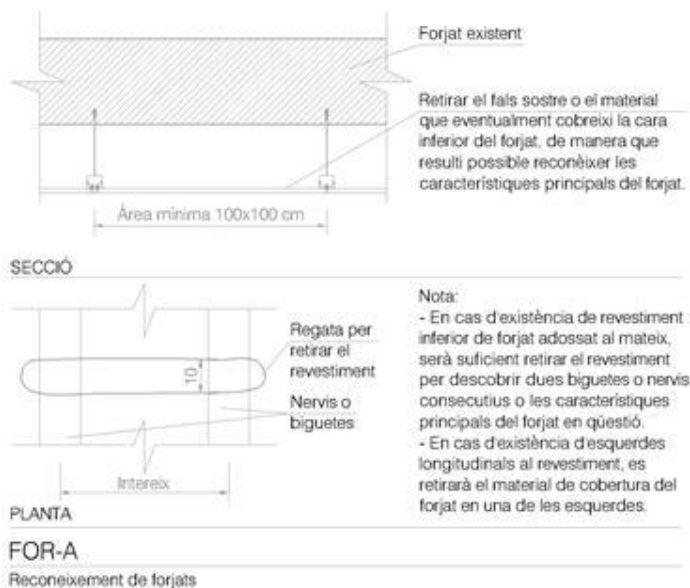 Forjat existent
Retirar el fals sostre o el material
que eventualment cobreixi la cara
inferior del forjat, de manera que
resulti possible reconèixer les
característiques principals del forjat.
Àrea mínima 100x100 cm
SECCIÓ
Regata per
retirar el
revestiment
10
Nervis o
biguetes
Intereix
Nota:
- En cas d'existència de revestiment
inferior de forjat adossat al mateix,
serà suficient retirar el revestiment
per descobrir dues biguetes o nervis
consecutius o les característiques
principals del forjat en qüestió.
- En cas d'existència d'esquerdes
longitudinals al revestiment, es
retirarà el material de cobertura del
forjat en una de les esquerdes.
PLANTA
FOR-A
Reconeixement de forjats